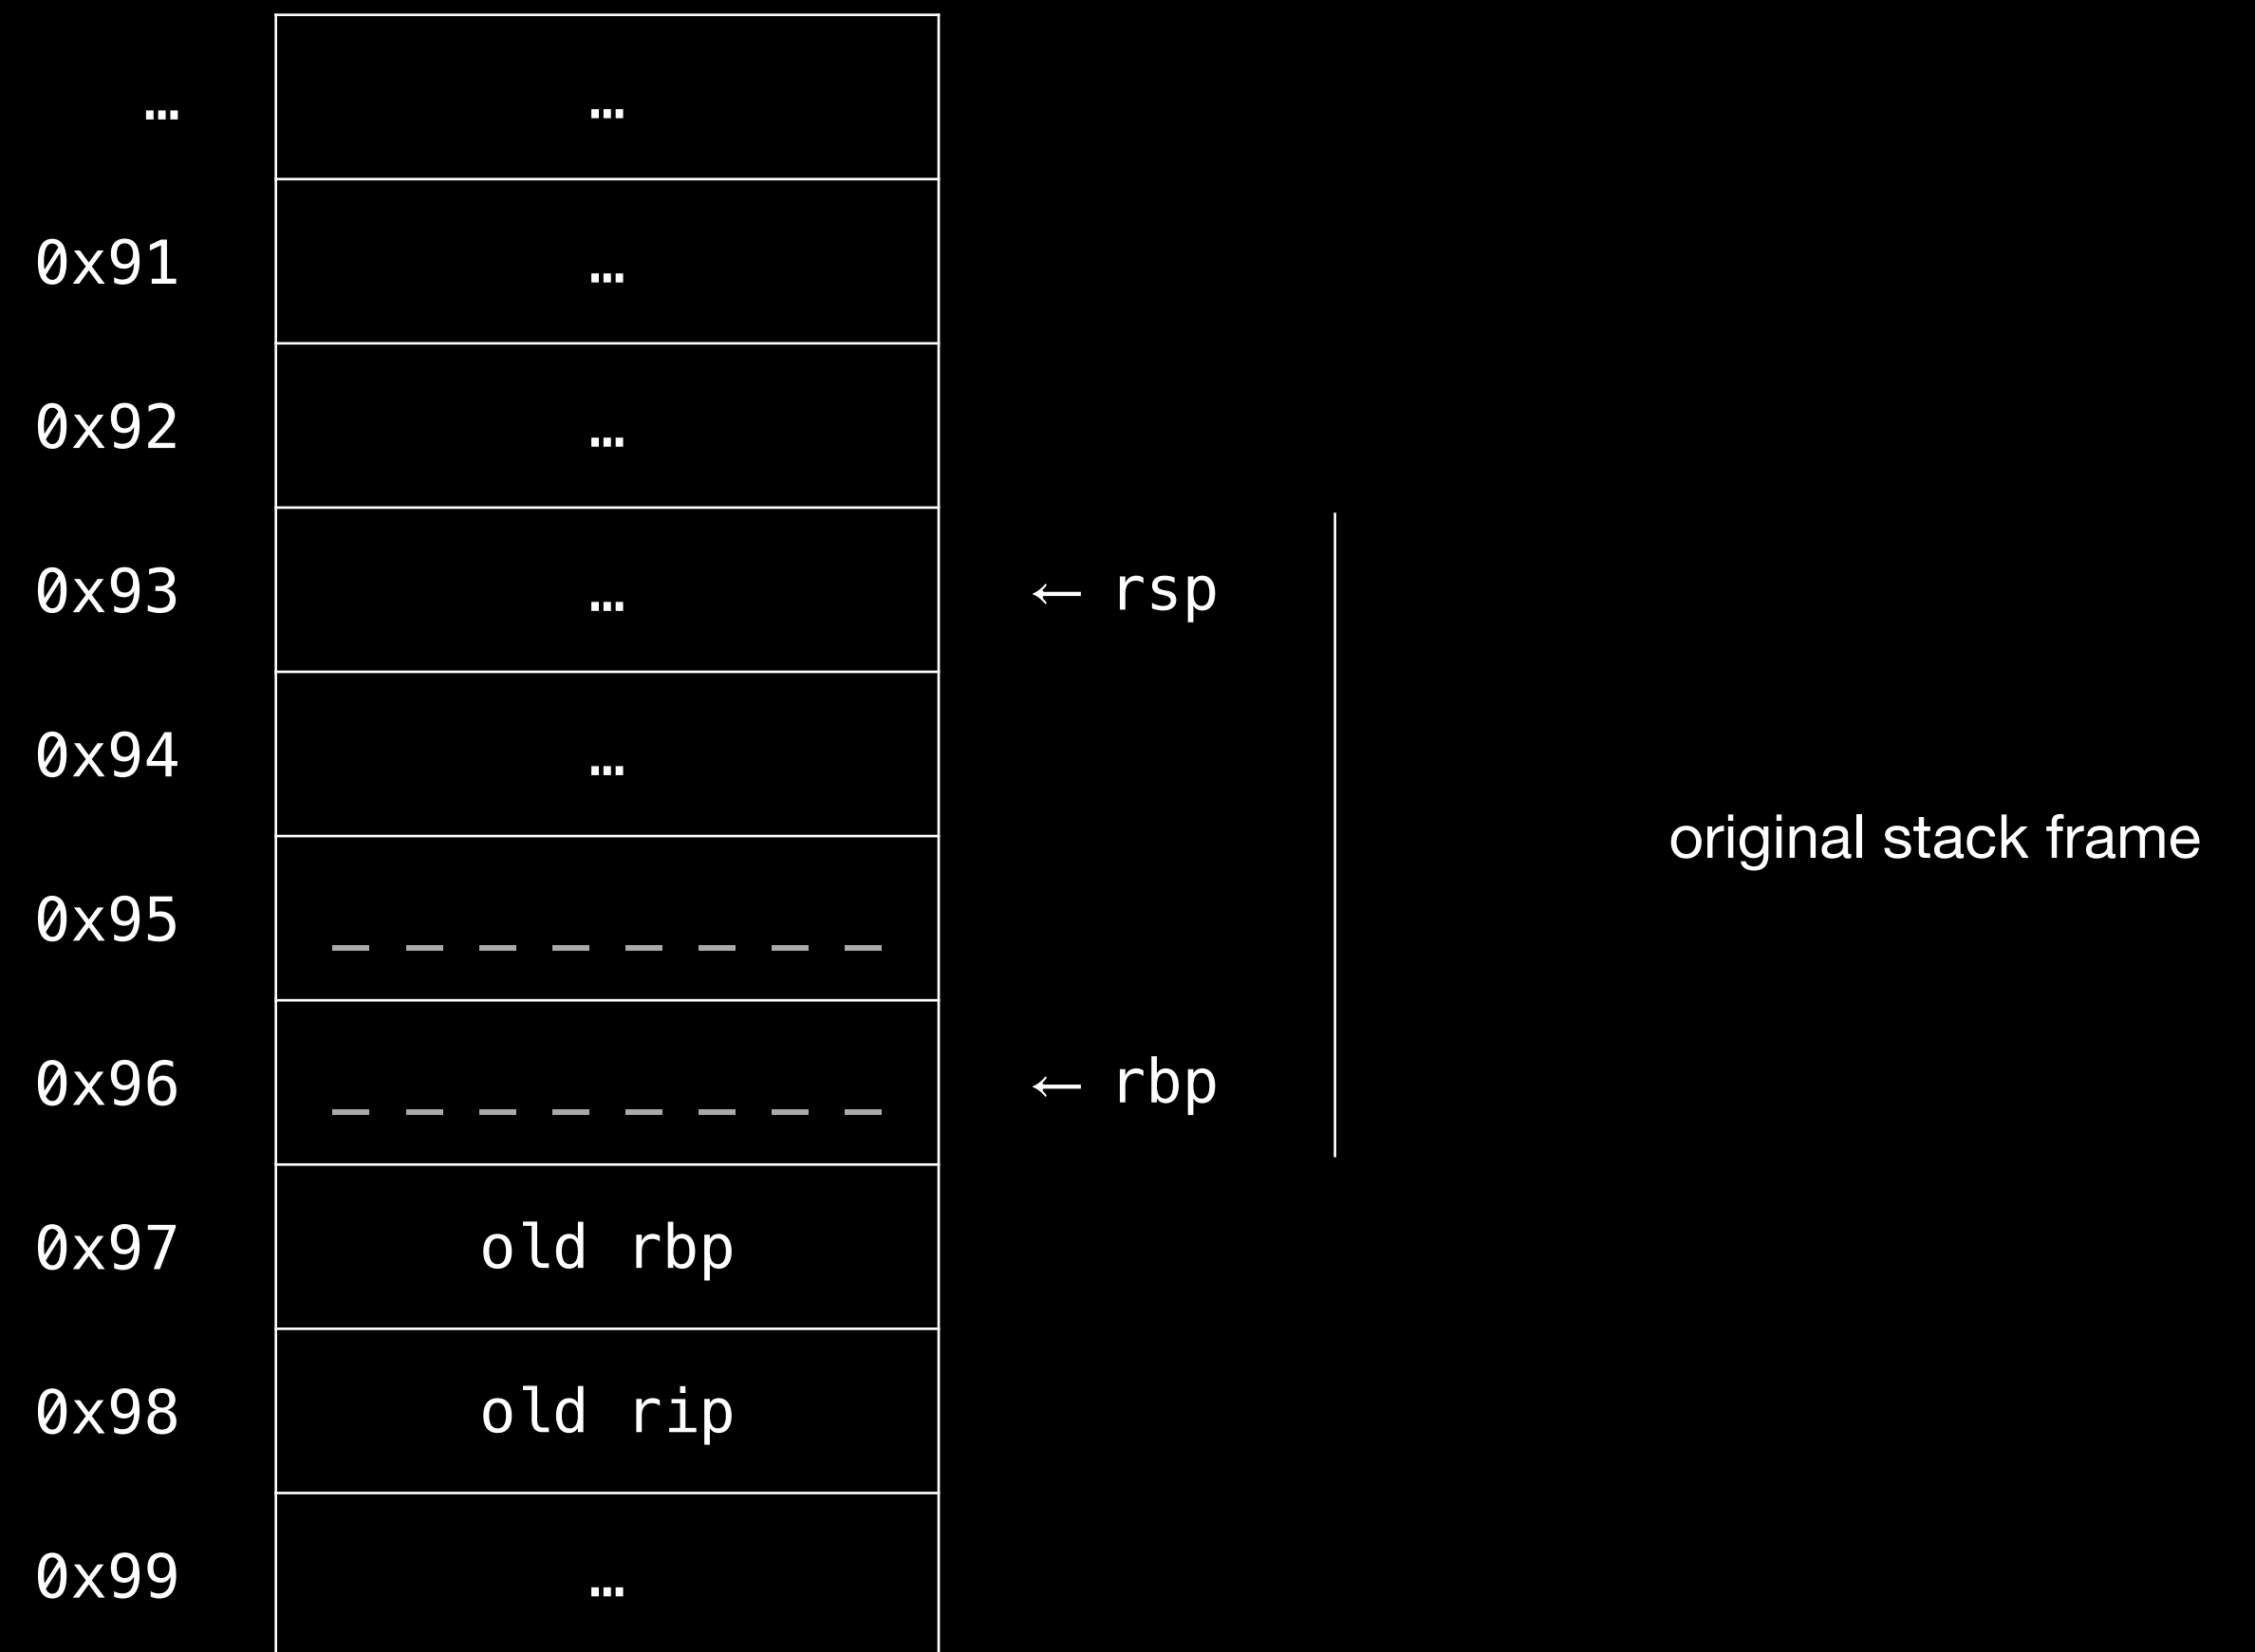 … …
0x91 …
0x92 …
0x93 … ← rsp
0x94 …
original stack frame
0x95 _ _ _ _ _ _ _ _
0x96 _ _ _ _ _ _ _ _ ← rbp
0x97 old rbp
0x98 old rip
0x99 …